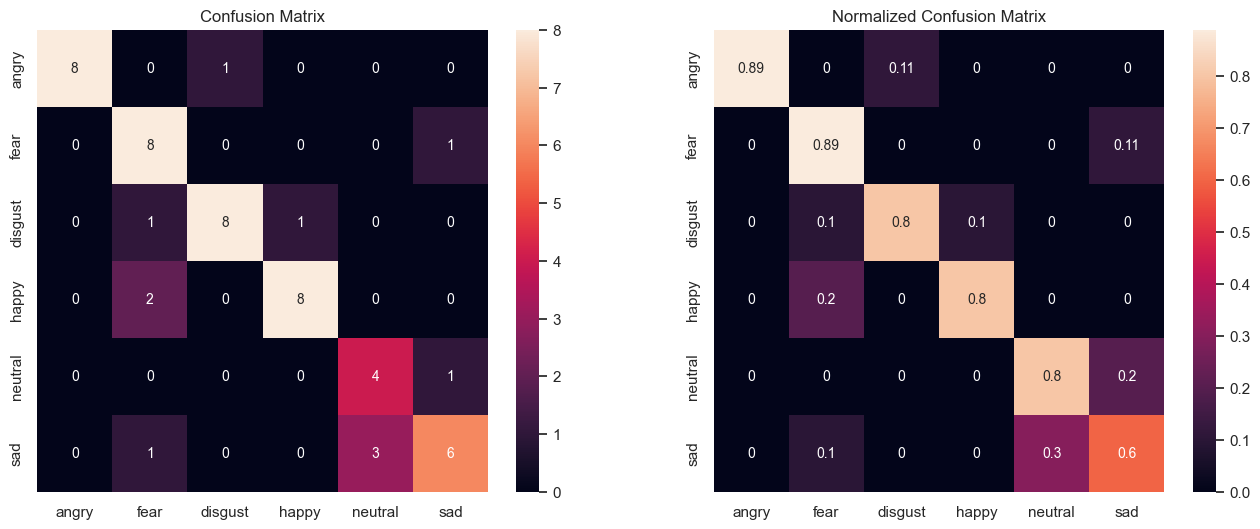 Confusion Matrix
angry 8 0 1 0 0 0
fear 0 8 0 0 0 1
disgust 0 1 8 1 0 0
happy 0 2 0 8 0 0
neutral 0 0 0 0 4 1
sad 0 1 0 0 3 6
angry fear disgust happy neutral sad
8
7
6
5
4
3
2
1
0
Normalized Confusion Matrix
angry 0.89 0 0.11 0 0 0
fear 0 0.89 0 0 0 0.11
disgust 0 0.1 0.8 0.1 0 0
happy 0 0.2 0 0.8 0 0
neutral 0 0 0 0 0.8 0.2
sad 0 0.1 0 0 0.3 0.6
angry fear disgust happy neutral sad
0.8
0.7
0.6
0.5
0.4
0.3
0.2
0.1
0.0